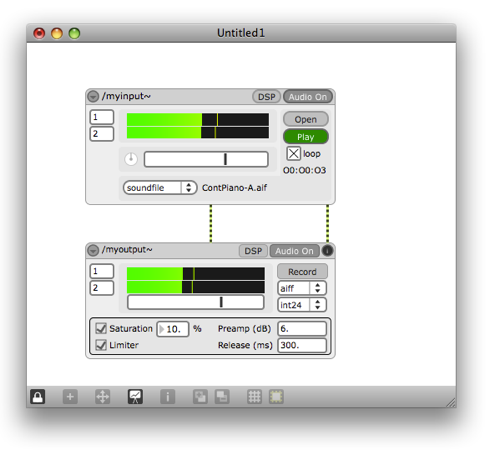 Untitled1
/myinput~ DSP Audio On
1 Open
2 Play
loop
00:00:03
soundfile ContPiano-A.aif
/myoutput~ DSP Audio On i
1 Record
2 aiff
int24
Saturation 10. % Preamp (dB) 6.
Limiter Release (ms) 300.